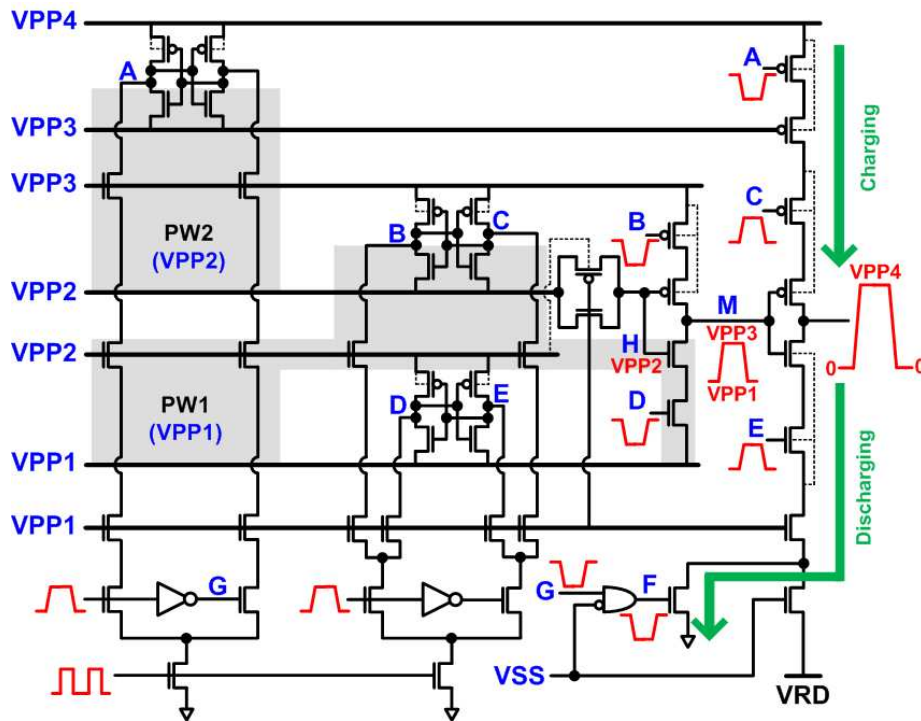 VPP4
A
A
VPP3
Charging
VPP3
B
C
B
C
PW2
(VPP2)
VPP2
VPP4
M
VPP2
H
VPP3
VPP2
0
0
D
E
D
VPP1
PW1
(VPP1)
E
VPP1
VPP1
Discharging
G
G
F
VSS
VRD